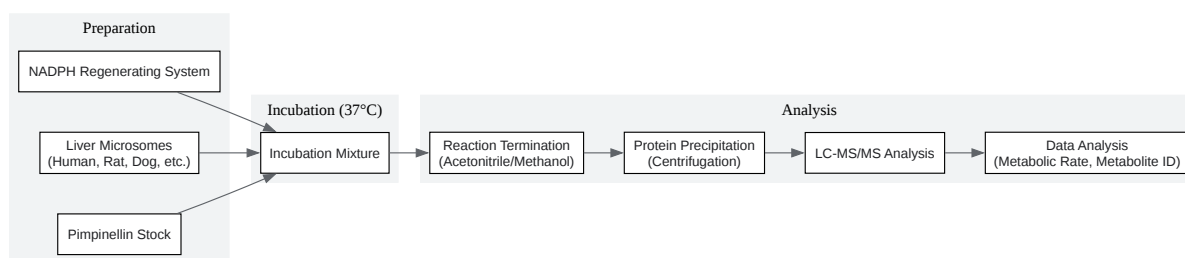 Preparation
NADPH Regenerating System
Liver Microsomes
(Human, Rat, Dog, etc.)
Pimpinellin Stock
Incubation (37°C)
Incubation Mixture
Analysis
Reaction Termination
(Acetonitrile/Methanol)
Protein Precipitation
(Centrifugation)
LC-MS/MS Analysis
Data Analysis
(Metabolic Rate, Metabolite ID)